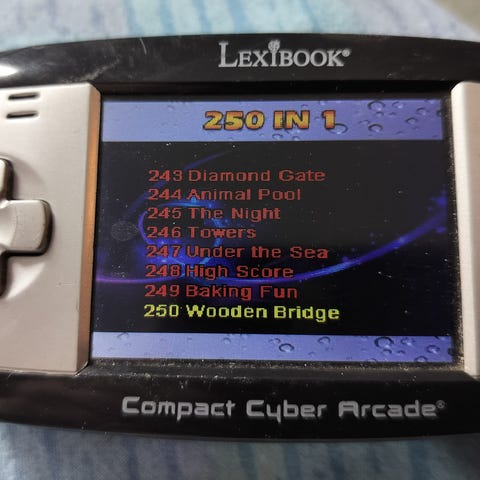 LEXIBOOK®
250 IN 1
243 Diamond Gate
244 Animal Pool
245 The Night
246 Towers
247 Under the Sea
248 High Score
249 Baking Fun
250 Wooden Bridge
Compact Cyber Arcade®